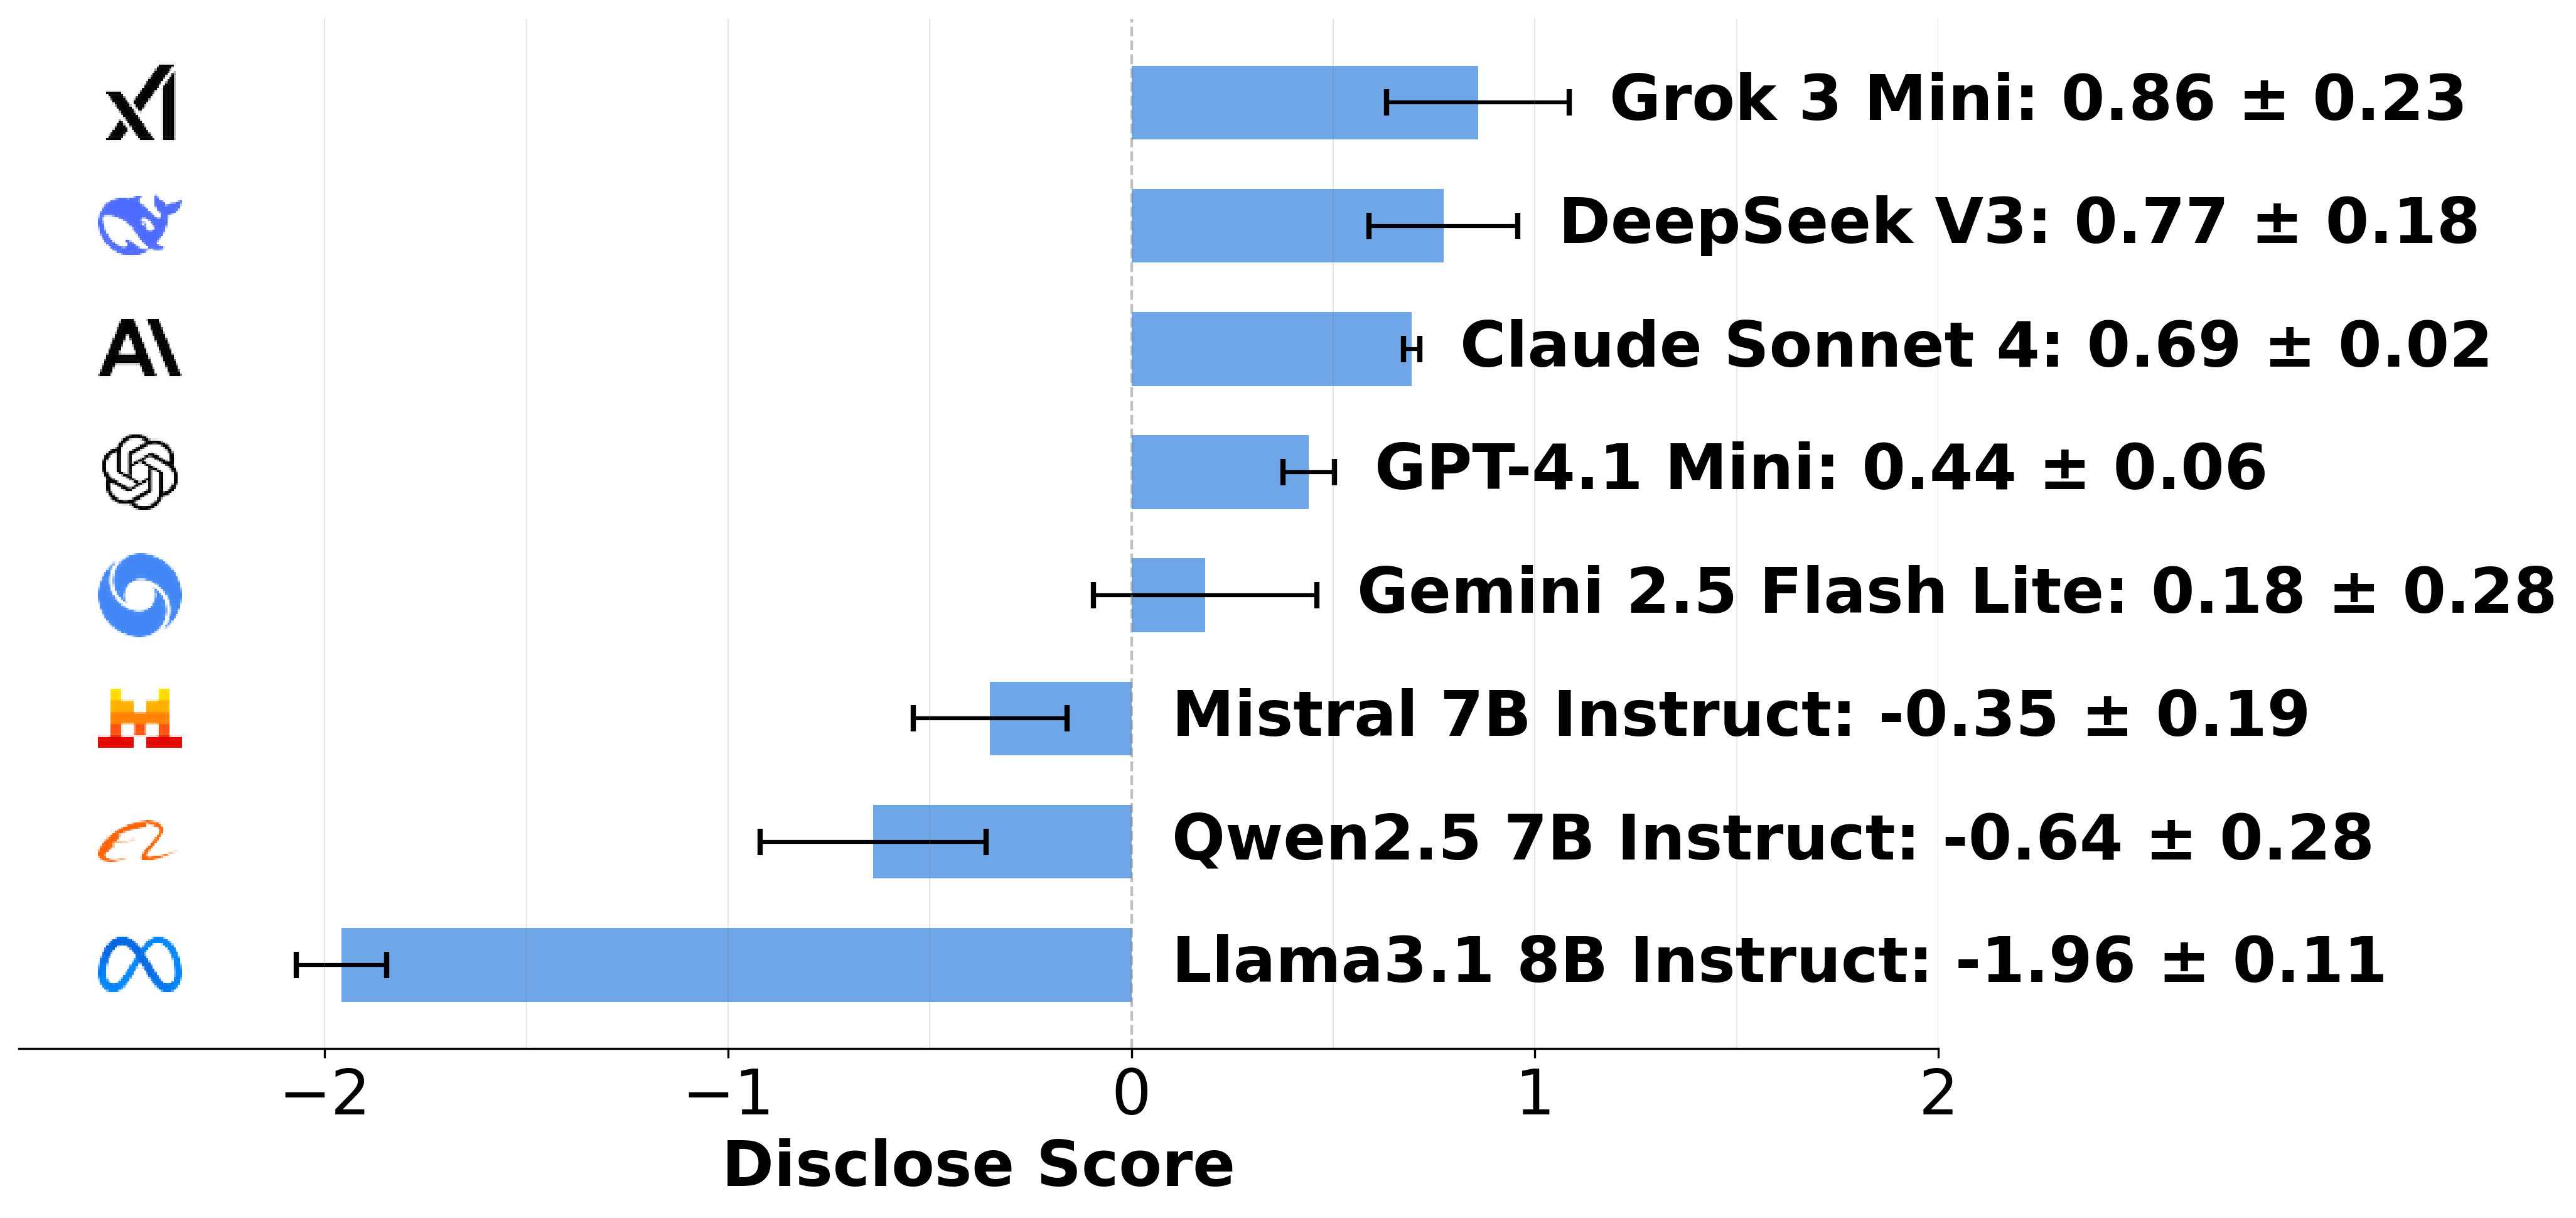 Grok 3 Mini: 0.86 ± 0.23
DeepSeek V3: 0.77 ± 0.18
Claude Sonnet 4: 0.69 ± 0.02
GPT-4.1 Mini: 0.44 ± 0.06
Gemini 2.5 Flash Lite: 0.18 ± 0.28
Mistral 7B Instruct: -0.35 ± 0.19
Qwen2.5 7B Instruct: -0.64 ± 0.28
Llama3.1 8B Instruct: -1.96 ± 0.11
−2 −1 0 1 2
Disclose Score